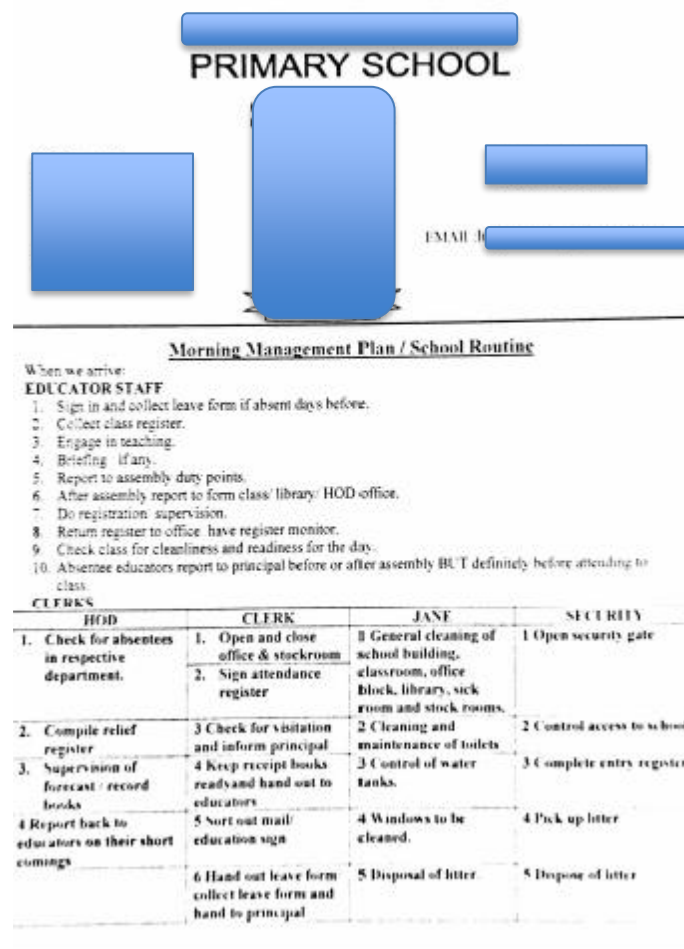 PRIMARY SCHOOL
EMAIL
Morning Management Plan / School Routine
When we arrive:
EDUCATOR STAFF
1. Sign in and collect leave form if absent days before.
2. Collect class register.
3. Engage in teaching.
4. Briefing if any.
5. Report to assembly duty points.
6. After assembly report to form class/ library/ HOD office.
7. Do registration supervision.
8. Return register to office have register monitor.
9. Check class for cleanliness and readiness for the day.
10. Absentee educators report to principal before or after assembly BUT definitely before attending to
class.
CLERKS
HOD CLERK JANE SECURITY
1. Check for absentees
in respective
department.
1. Open and close
office & stockroom
2. Sign attendance
register
1 General cleaning of
school building,
classroom, office
block, library, sick
room and stock rooms.
1 Open security gate
2. Compile relief
register
3 Check for visitation
and inform principal
2 Cleaning and
maintenance of toilets
2 Control access to school
3. Supervision of
forecast / record
books
4 Keep receipt books
ready and hand out to
educators
3 Control of water
tanks.
3 Complete entry register
4 Report back to
educators on their short
comings
5 Sort out mail/
education sign
4 Windows to be
cleaned.
4 Pick up litter
6 Hand out leave form
collect leave form and
hand to principal
5 Disposal of litter
5 Dispose of litter